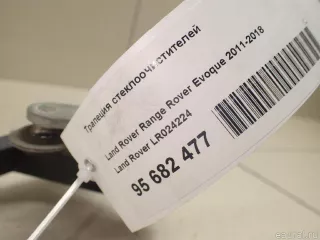 Трапеция стеклоочистителей
Land Rover Range Rover Evoque 2011-2018
Land Rover LR024224
95 682 477